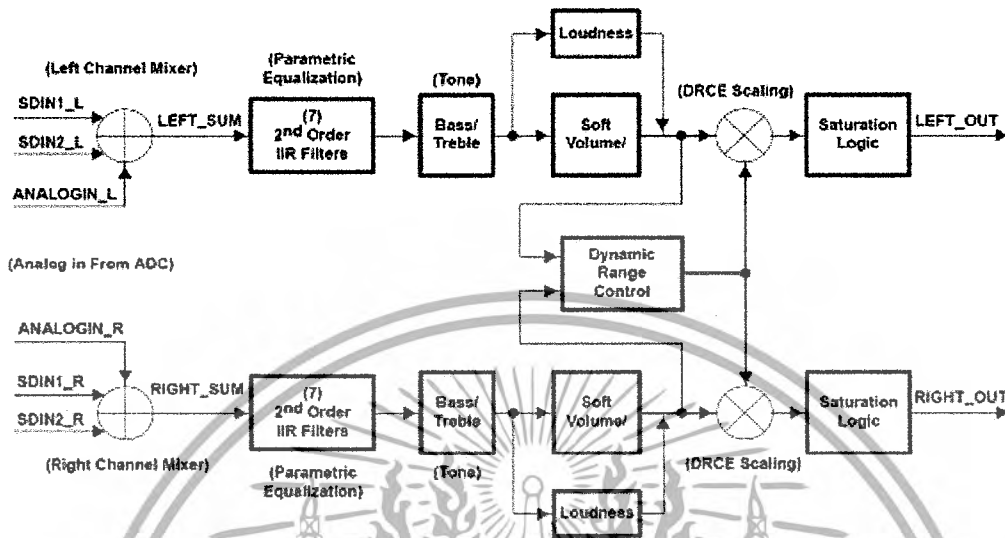 Loudness
(Left Channel Mixer)
(Parametric
Equalization)
(Tone)
(DRCE Scaling)
SDIN1_L
SDIN2_L
ANALOGIN_L
LEFT_SUM
(7)
2nd Order
IIR Filters
Bass/
Treble
Soft
Volume/
Saturation
Logic
LEFT_OUT
(Analog in From ADC)
Dynamic
Range
Control
ANALOGIN_R
SDIN1_R
SDIN2_R
RIGHT_SUM
(7)
2nd Order
IIR Filters
Bass/
Treble
Soft
Volume/
Saturation
Logic
RIGHT_OUT
(Right Channel Mixer)
(Parametric
Equalization)
(Tone)
(DRCE Scaling)
Loudness